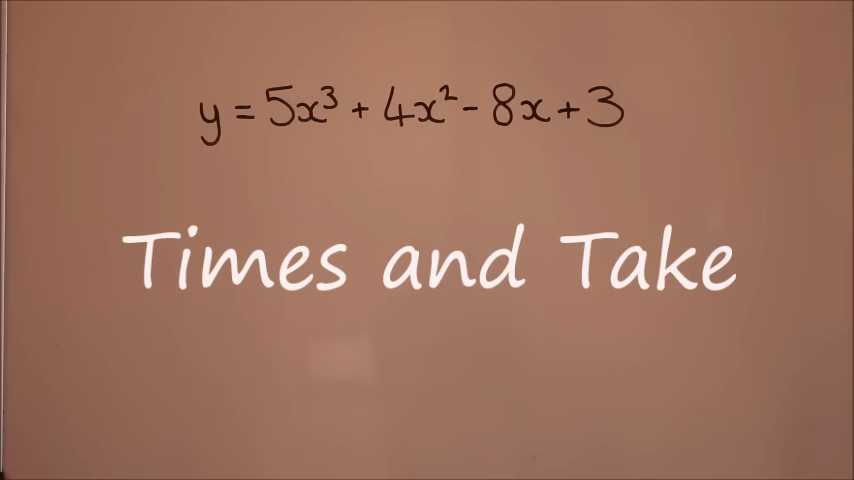 y = 5x³ + 4x² - 8x + 3
Times and Take